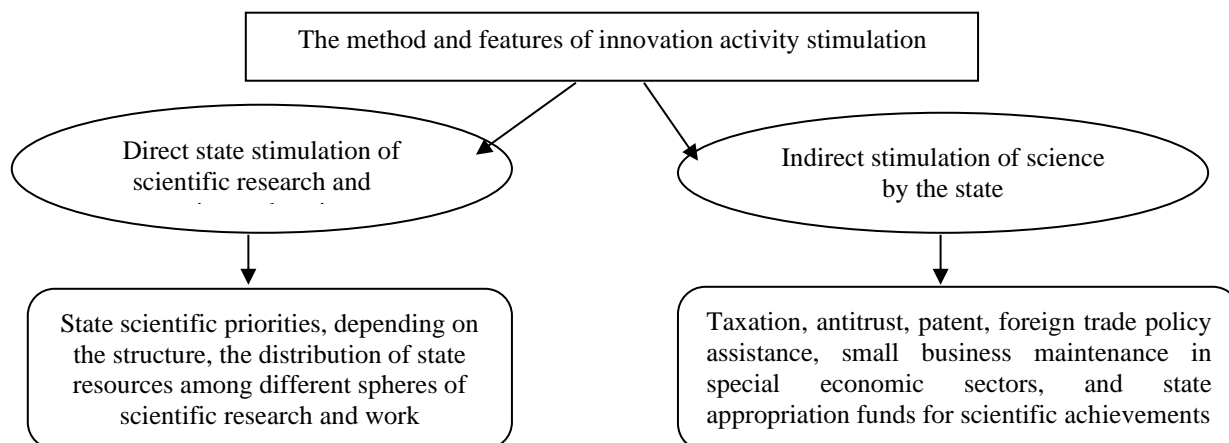 The method and features of innovation activity stimulation
Direct state stimulation of
scientific research and
Indirect stimulation of science
by the state
State scientific priorities, depending on
the structure, the distribution of state
resources among different spheres of
scientific research and work
Taxation, antitrust, patent, foreign trade policy
assistance, small business maintenance in
special economic sectors, and state
appropriation funds for scientific achievements